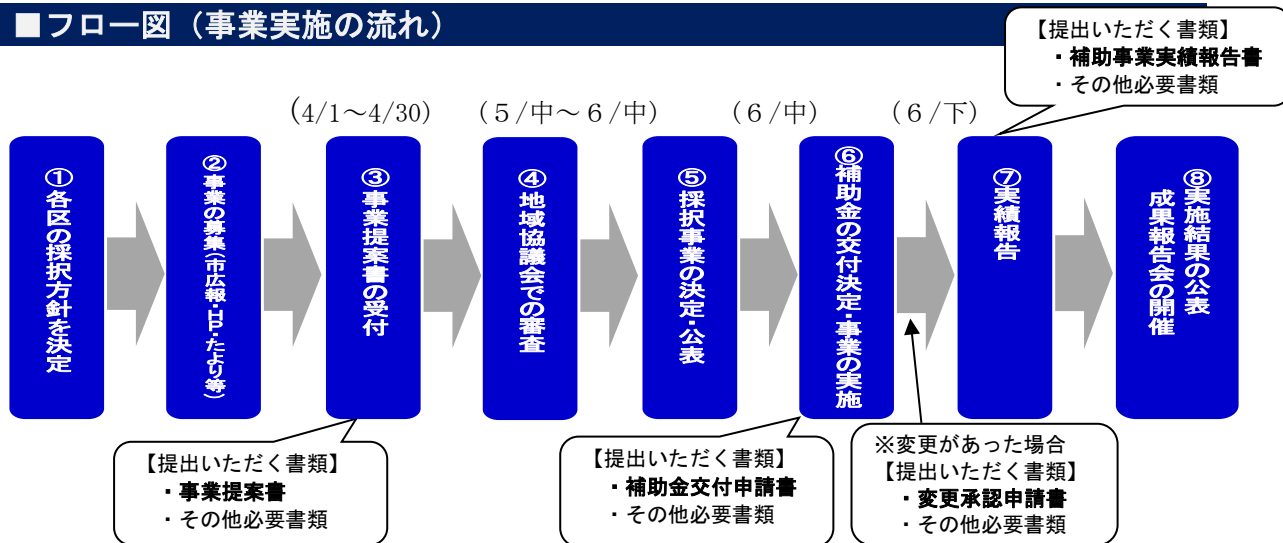 ■フロー図（事業実施の流れ）
【提出いただく書類】
・補助事業実績報告書
・その他必要書類
(4/1～4/30)
(５/中～６/中)
(６/中)
(６/下)
①各区の採択方針を決定
②事業の募集(市広報・HP・たより等)
③事業提案書の受付
④地域協議会での審査
⑤採択事業の決定・公表
⑥補助金の交付決定・事業の実施
⑦実績報告
⑧実施結果の公表
成果報告会の開催
【提出いただく書類】
・事業提案書
・その他必要書類
【提出いただく書類】
・補助金交付申請書
・その他必要書類
※変更があった場合
【提出いただく書類】
・変更承認申請書
・その他必要書類